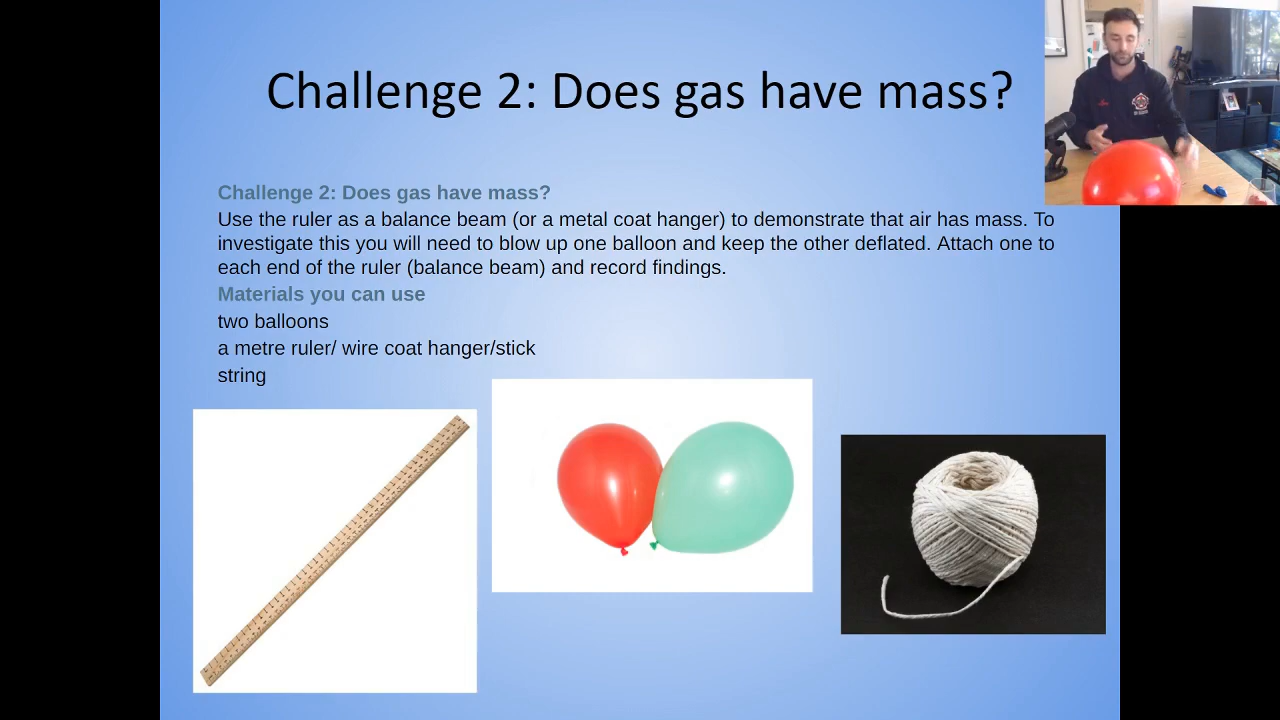 Challenge 2: Does gas have mass?
Challenge 2: Does gas have mass?
Use the ruler as a balance beam (or a metal coat hanger) to demonstrate that air has mass. To
investigate this you will need to blow up one balloon and keep the other deflated. Attach one to
each end of the ruler (balance beam) and record findings.
Materials you can use
two balloons
a metre ruler/ wire coat hanger/stick
string